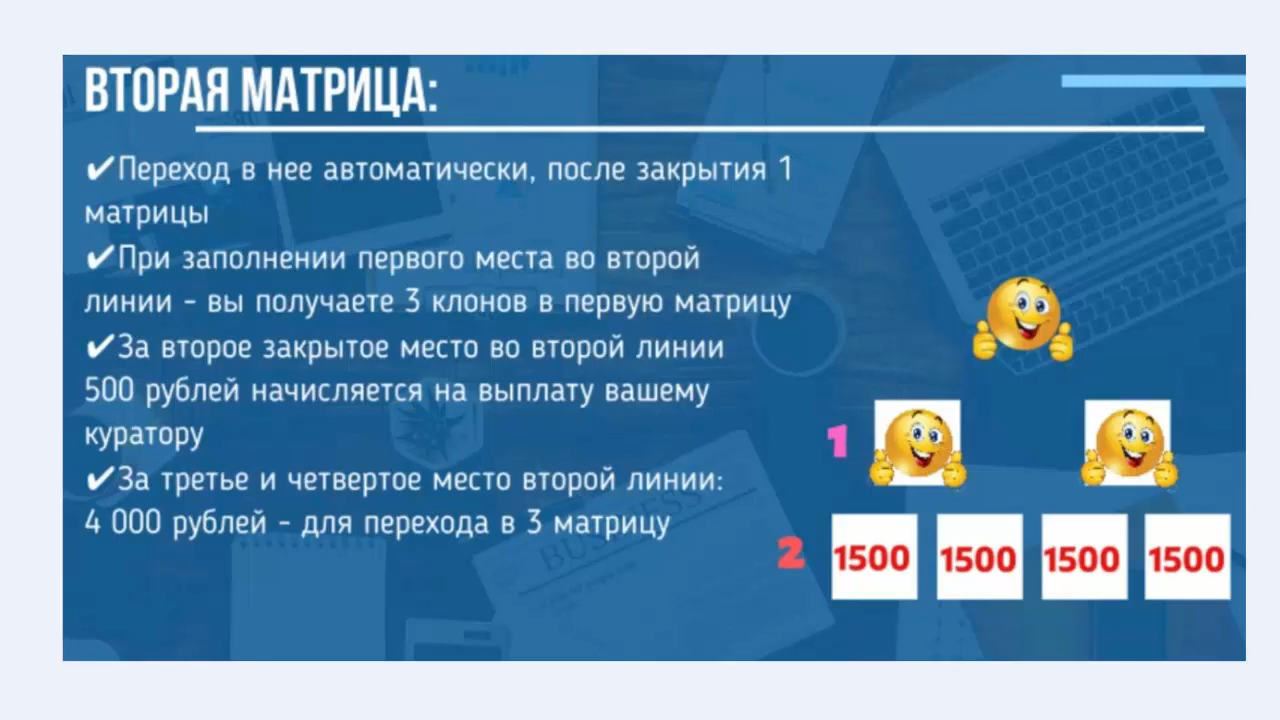 ВТОРАЯ МАТРИЦА:
✔Переход в нее автоматически, после закрытия 1
матрицы
✔При заполнении первого места во второй
линии - вы получаете 3 клонов в первую матрицу
✔За второе закрытое место во второй линии
500 рублей начисляется на выплату вашему
куратору
✔За третье и четвертое место второй линии:
4 000 рублей - для перехода в 3 матрицу
1
2 1500 1500 1500 1500
BUSINESS